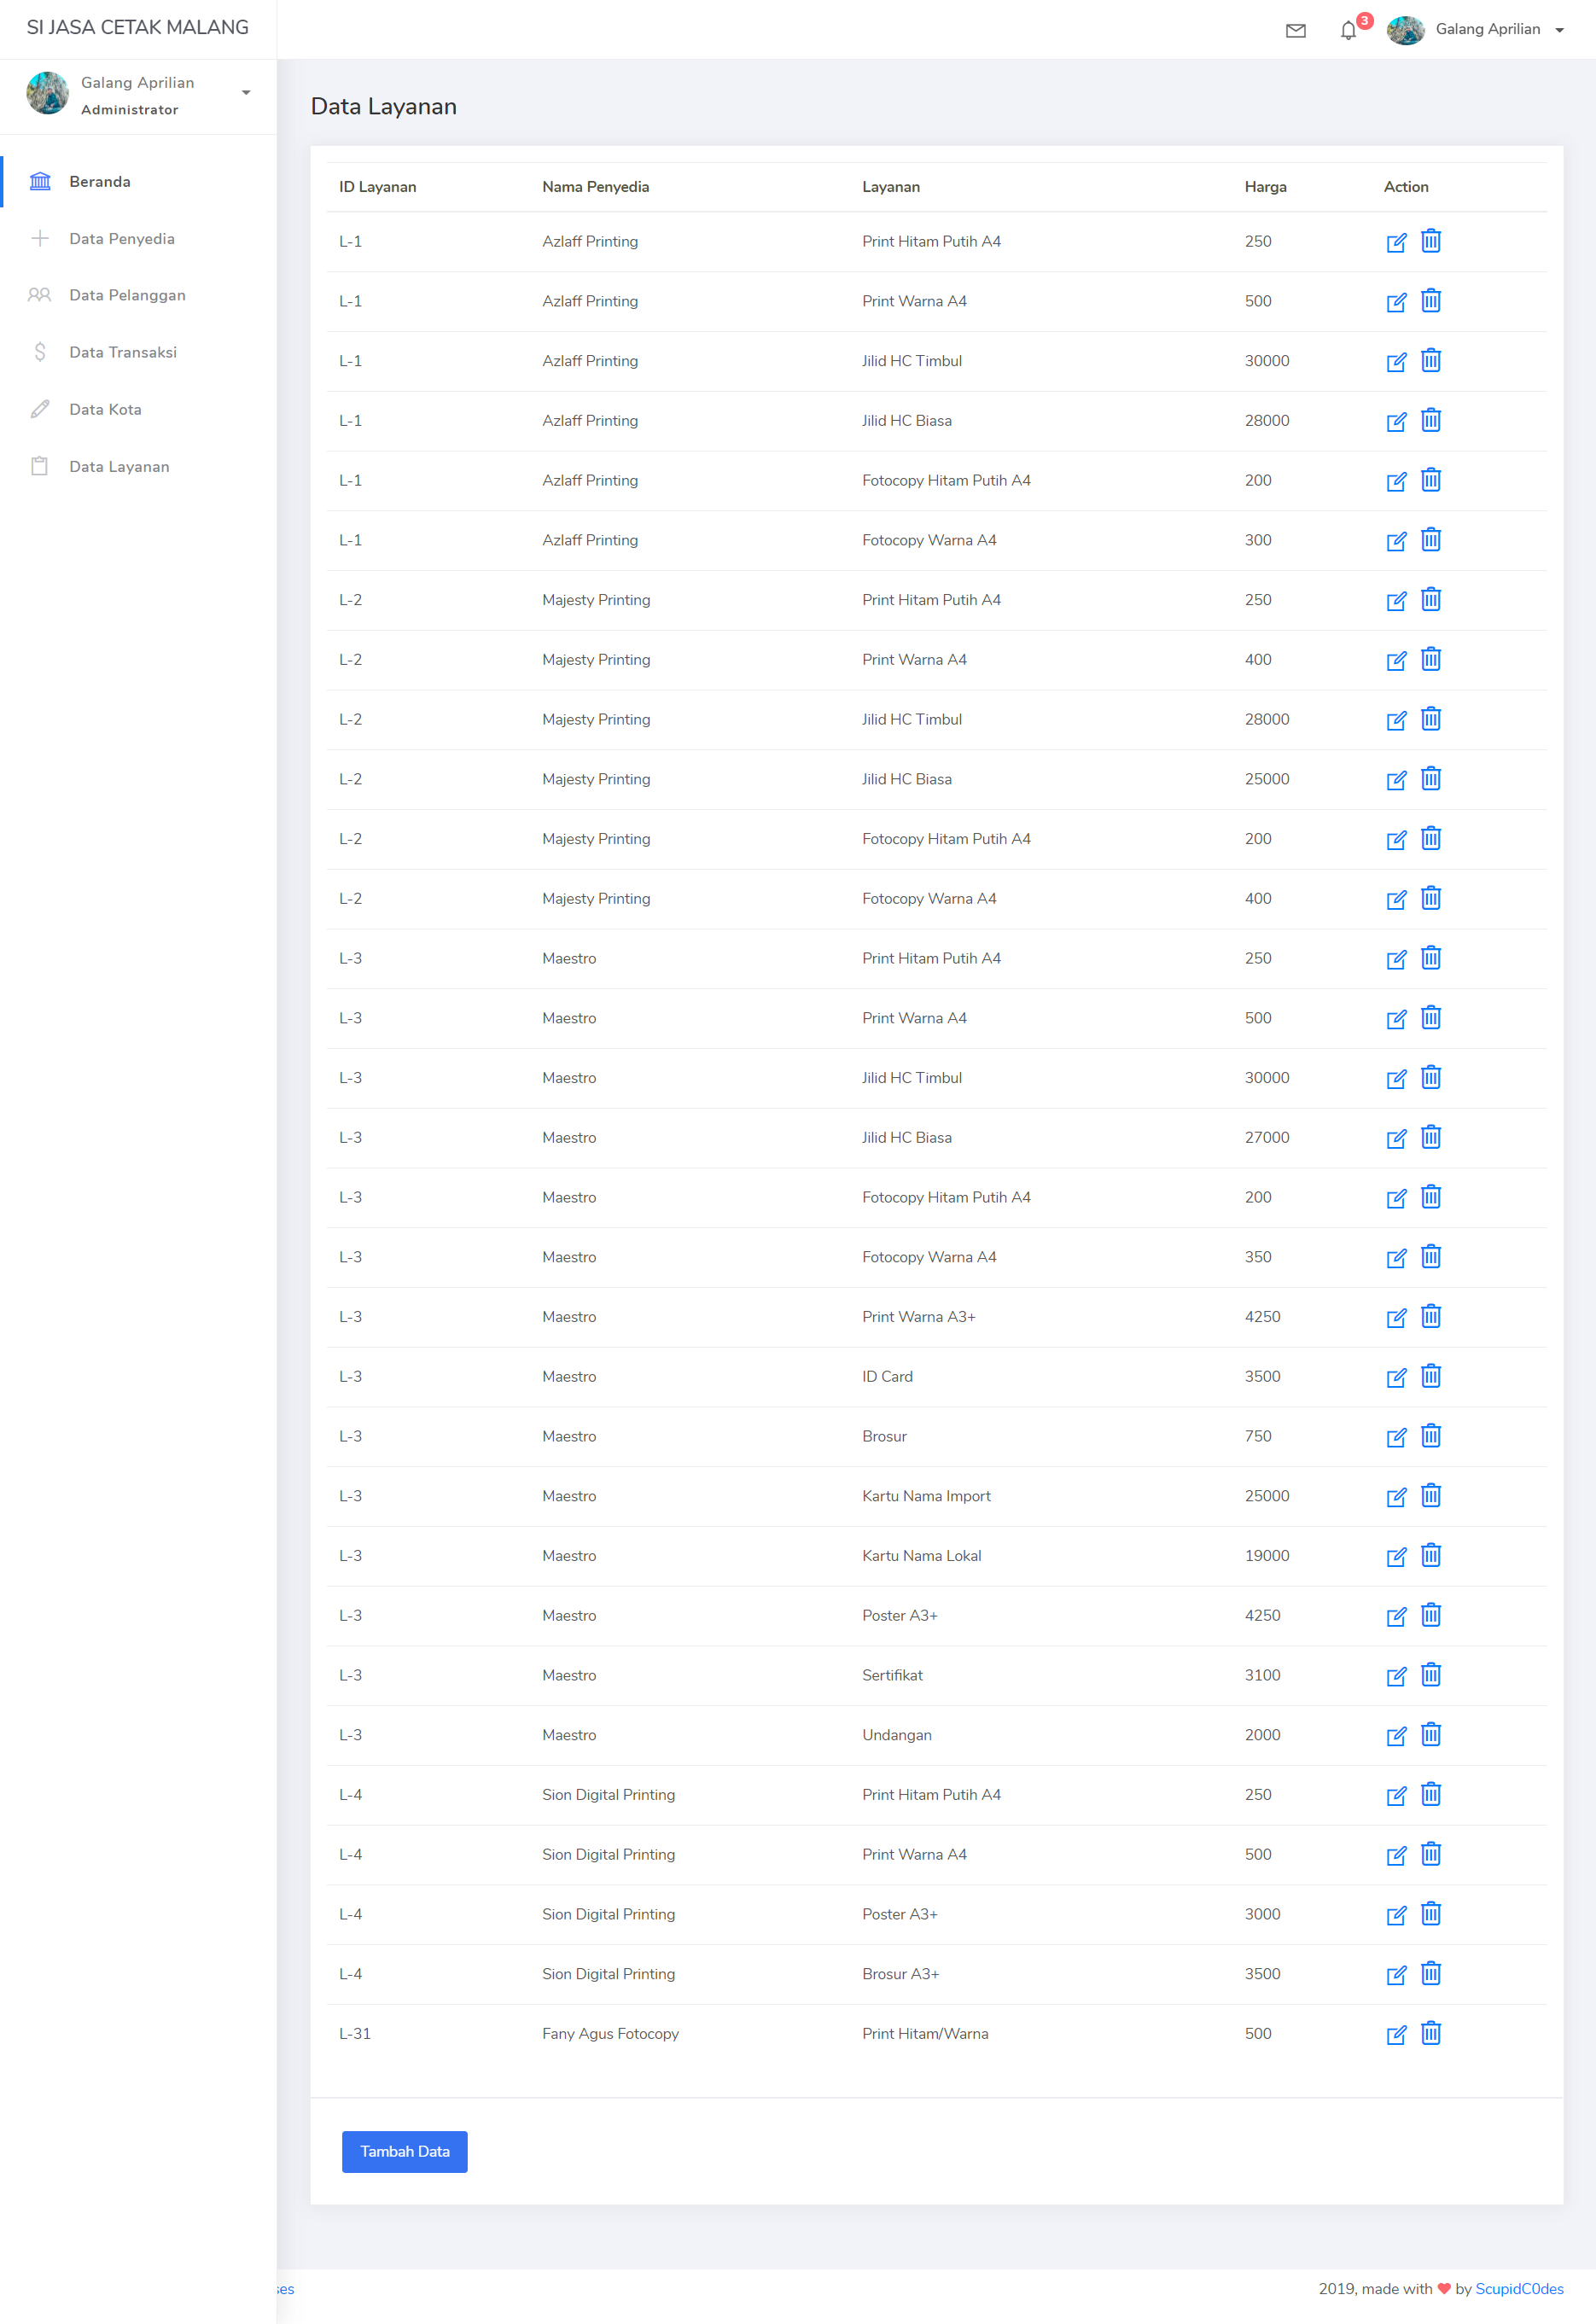 SI JASA CETAK MALANG
3
Galang Aprilian
Galang Aprilian
Administrator
Beranda
Data Penyedia
Data Pelanggan
Data Transaksi
Data Kota
Data Layanan
Data Layanan
ID Layanan Nama Penyedia Layanan Harga Action
L-1 Azlaff Printing Print Hitam Putih A4 250
L-1 Azlaff Printing Print Warna A4 500
L-1 Azlaff Printing Jilid HC Timbul 30000
L-1 Azlaff Printing Jilid HC Biasa 28000
L-1 Azlaff Printing Fotocopy Hitam Putih A4 200
L-1 Azlaff Printing Fotocopy Warna A4 300
L-2 Majesty Printing Print Hitam Putih A4 250
L-2 Majesty Printing Print Warna A4 400
L-2 Majesty Printing Jilid HC Timbul 28000
L-2 Majesty Printing Jilid HC Biasa 25000
L-2 Majesty Printing Fotocopy Hitam Putih A4 200
L-2 Majesty Printing Fotocopy Warna A4 400
L-3 Maestro Print Hitam Putih A4 250
L-3 Maestro Print Warna A4 500
L-3 Maestro Jilid HC Timbul 30000
L-3 Maestro Jilid HC Biasa 27000
L-3 Maestro Fotocopy Hitam Putih A4 200
L-3 Maestro Fotocopy Warna A4 350
L-3 Maestro Print Warna A3+ 4250
L-3 Maestro ID Card 3500
L-3 Maestro Brosur 750
L-3 Maestro Kartu Nama Import 25000
L-3 Maestro Kartu Nama Lokal 19000
L-3 Maestro Poster A3+ 4250
L-3 Maestro Sertifikat 3100
L-3 Maestro Undangan 2000
L-4 Sion Digital Printing Print Hitam Putih A4 250
L-4 Sion Digital Printing Print Warna A4 500
L-4 Sion Digital Printing Poster A3+ 3000
L-4 Sion Digital Printing Brosur A3+ 3500
L-31 Fany Agus Fotocopy Print Hitam/Warna 500
Tambah Data
2019, made with ❤ by ScupidC0des